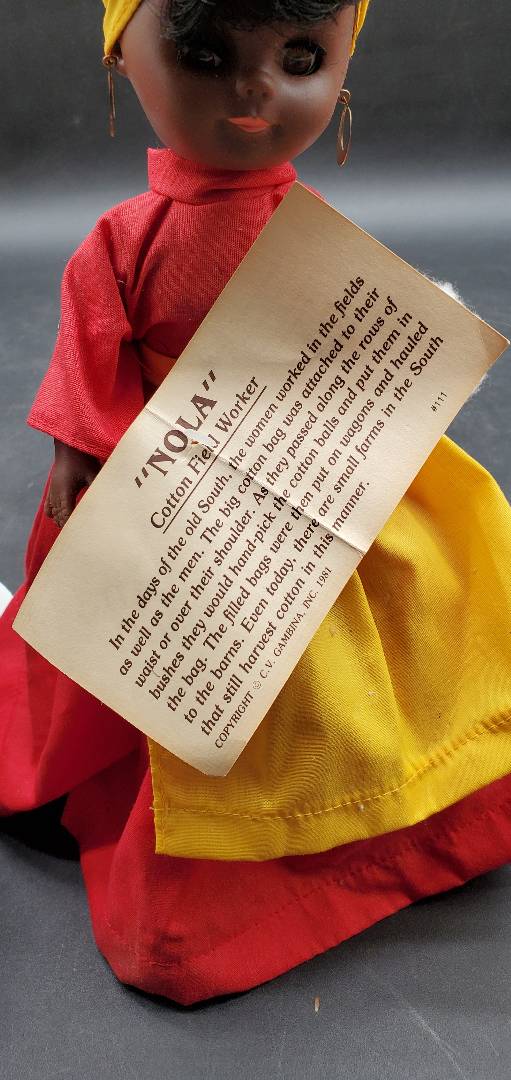 "NOLA"
Cotton Field Worker
In the days of the old South, the women worked in the fields
as well as the men. The big cotton bag was attached to their
waist or over their shoulder. As they passed along the rows of
bushes they would hand-pick the cotton balls and put them in
the bag. The filled bags were then put on wagons and hauled
to the barns. Even today, there are small farms in the South
that still harvest cotton in this manner.
COPYRIGHT © C.V. GAMBINA, INC. 1981
#111